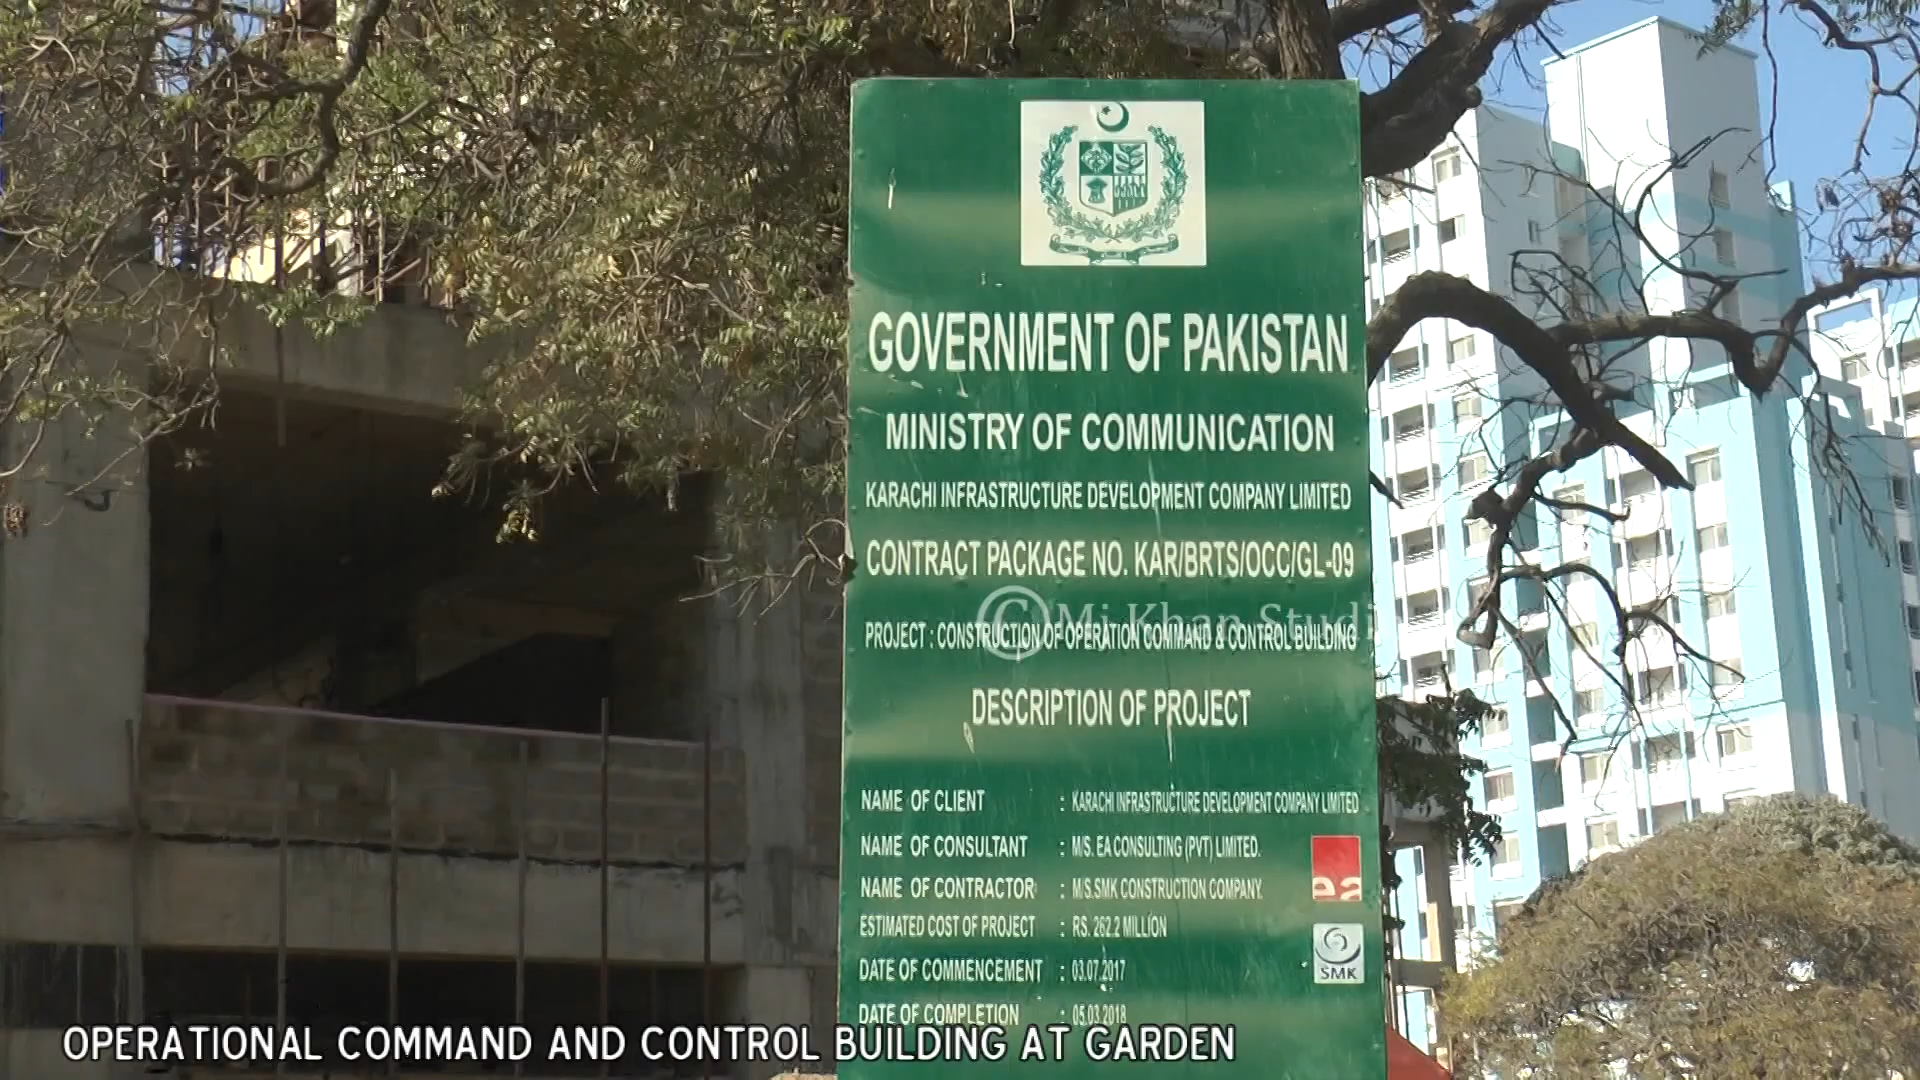 GOVERNMENT OF PAKISTAN
MINISTRY OF COMMUNICATION
KARACHI INFRASTRUCTURE DEVELOPMENT COMPANY LIMITED
CONTRACT PACKAGE NO. KAR/BRTS/OCC/GL-09
© Mj Khan Studi
PROJECT : CONSTRUCTION OF OPERATION COMMAND & CONTROL BUILDING
DESCRIPTION OF PROJECT
NAME OF CLIENT : KARACHI INFRASTRUCTURE DEVELOPMENT COMPANY LIMITED
NAME OF CONSULTANT : M/S. EA CONSULTING (PVT) LIMITED.
ea
NAME OF CONTRACTOR : M/S.SMK CONSTRUCTION COMPANY.
ESTIMATED COST OF PROJECT : RS. 262.2 MILLION
SMK
DATE OF COMMENCEMENT : 03.07.2017
DATE OF COMPLETION : 05.03.2018
OPERATIONAL COMMAND AND CONTROL BUILDING AT GARDEN